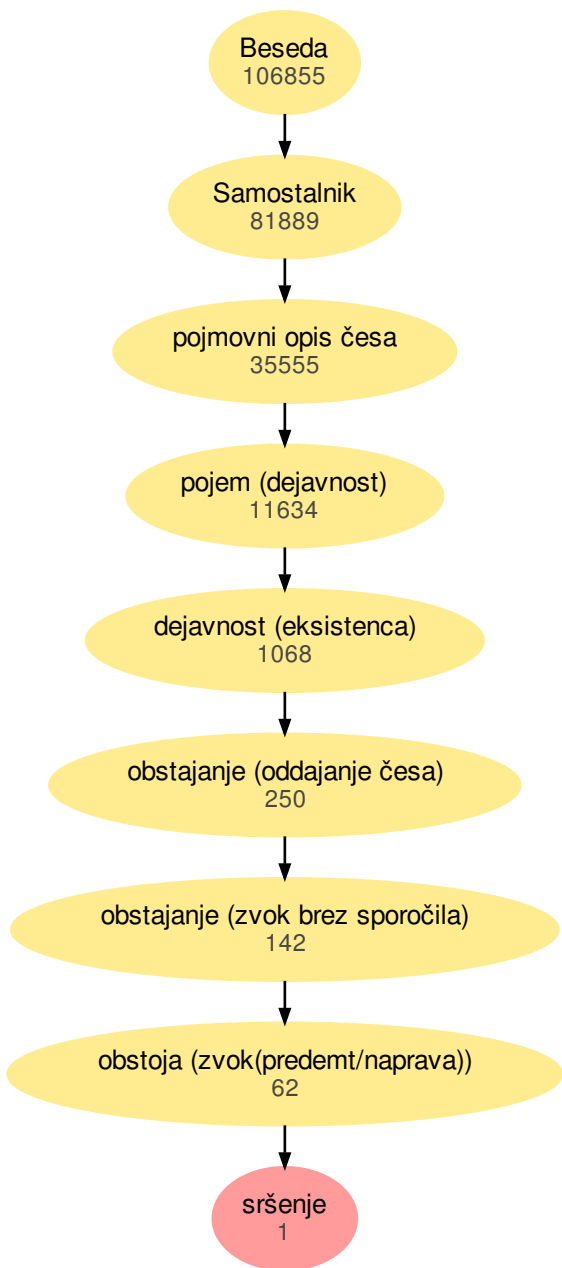 Beseda
106855
Samostalnik
81889
pojmovni opis česa
35555
pojem (dejavnost)
11634
dejavnost (eksistenca)
1068
obstajanje (oddajanje česa)
250
obstajanje (zvok brez sporočila)
142
obstoja (zvok(predemt/naprava))
62
sršenje
1